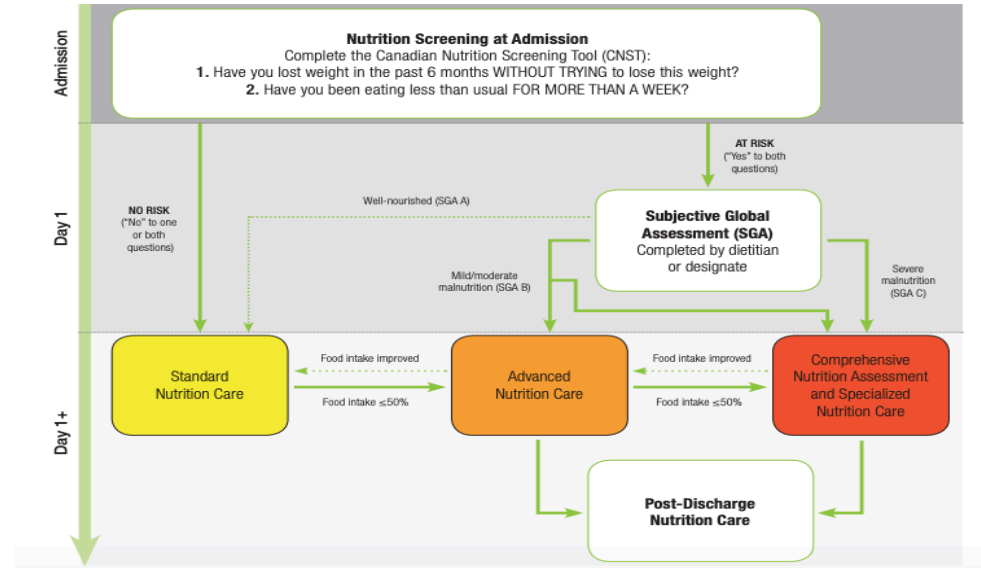 Admission
Nutrition Screening at Admission
Complete the Canadian Nutrition Screening Tool (CNST):
1. Have you lost weight in the past 6 months WITHOUT TRYING to lose this weight?
2. Have you been eating less than usual FOR MORE THAN A WEEK?
Day 1
NO RISK
("No" to one
or both
questions)
AT RISK
("Yes" to both
questions)
Well-nourished (SGA A)
Subjective Global
Assessment (SGA)
Completed by dietitian
or designate
Mild/moderate
malnutrition (SGA B)
Severe
malnutrition
(SGA C)
Day 1+
Standard
Nutrition Care
Food intake improved
Food intake ≤50%
Advanced
Nutrition Care
Food intake improved
Food intake ≤50%
Comprehensive
Nutrition Assessment
and Specialized
Nutrition Care
Post-Discharge
Nutrition Care